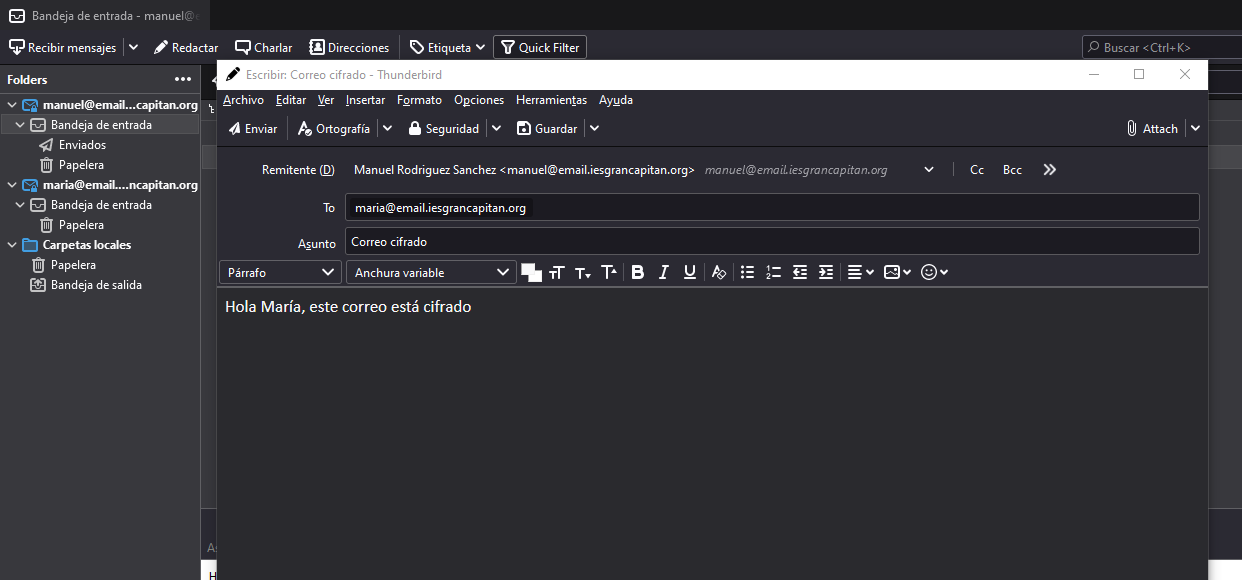 Bandeja de entrada - manuel@e
Recibir mensajes Redactar Charlar Direcciones Etiqueta Quick Filter Buscar <Ctrl+K>
Folders
manuel@email...capitan.org
Bandeja de entrada
Enviados
Papelera
maria@email....ncapitan.org
Bandeja de entrada
Papelera
Carpetas locales
Papelera
Bandeja de salida
Escribir: Correo cifrado - Thunderbird
Archivo Editar Ver Insertar Formato Opciones Herramientas Ayuda
Enviar Ortografía Seguridad Guardar Attach
Remitente (D) Manuel Rodriguez Sanchez <manuel@email.iesgrancapitan.org> manuel@email.iesgrancapitan.org Cc Bcc
To maria@email.iesgrancapitan.org
Asunto Correo cifrado
Párrafo Anchura variable
Hola María, este correo está cifrado